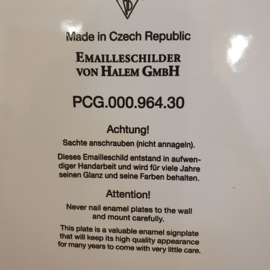 Made in Czech Republic
EMAILLESCHILDER
VON HALEM GMBH
PCG.000.964.30
Achtung!
Sachte anschrauben (nicht annageln).
Dieses Emailleschild entstand in aufwen-
diger Handarbeit und wird für viele Jahre
seinen Glanz und seine Farben behalten.
Attention!
Never nail enamel plates to the wall
and mount carefully.
This plate is a valuable enamel signplate
that will keep its high quality appearance
for many years to come with very little care.